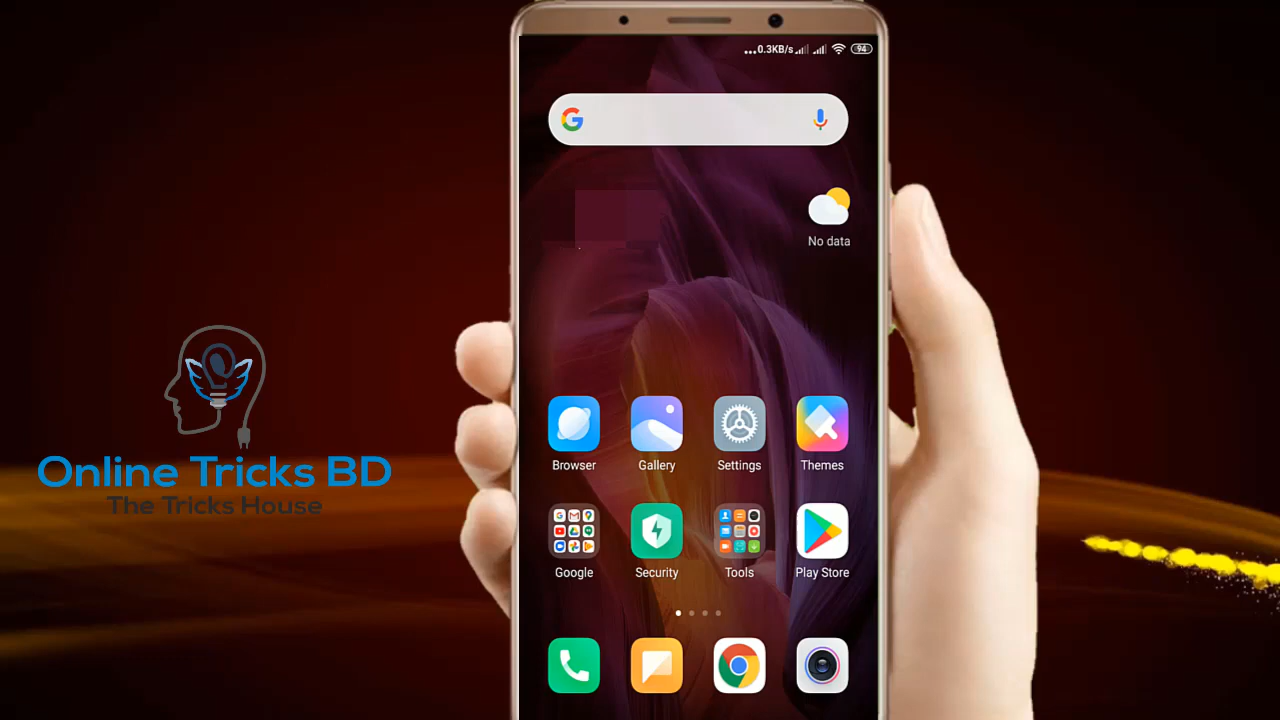 ...0.3KB/s 94
No data
Browser Gallery Settings Themes
Online Tricks BD
The Tricks House
Google Security Tools Play Store